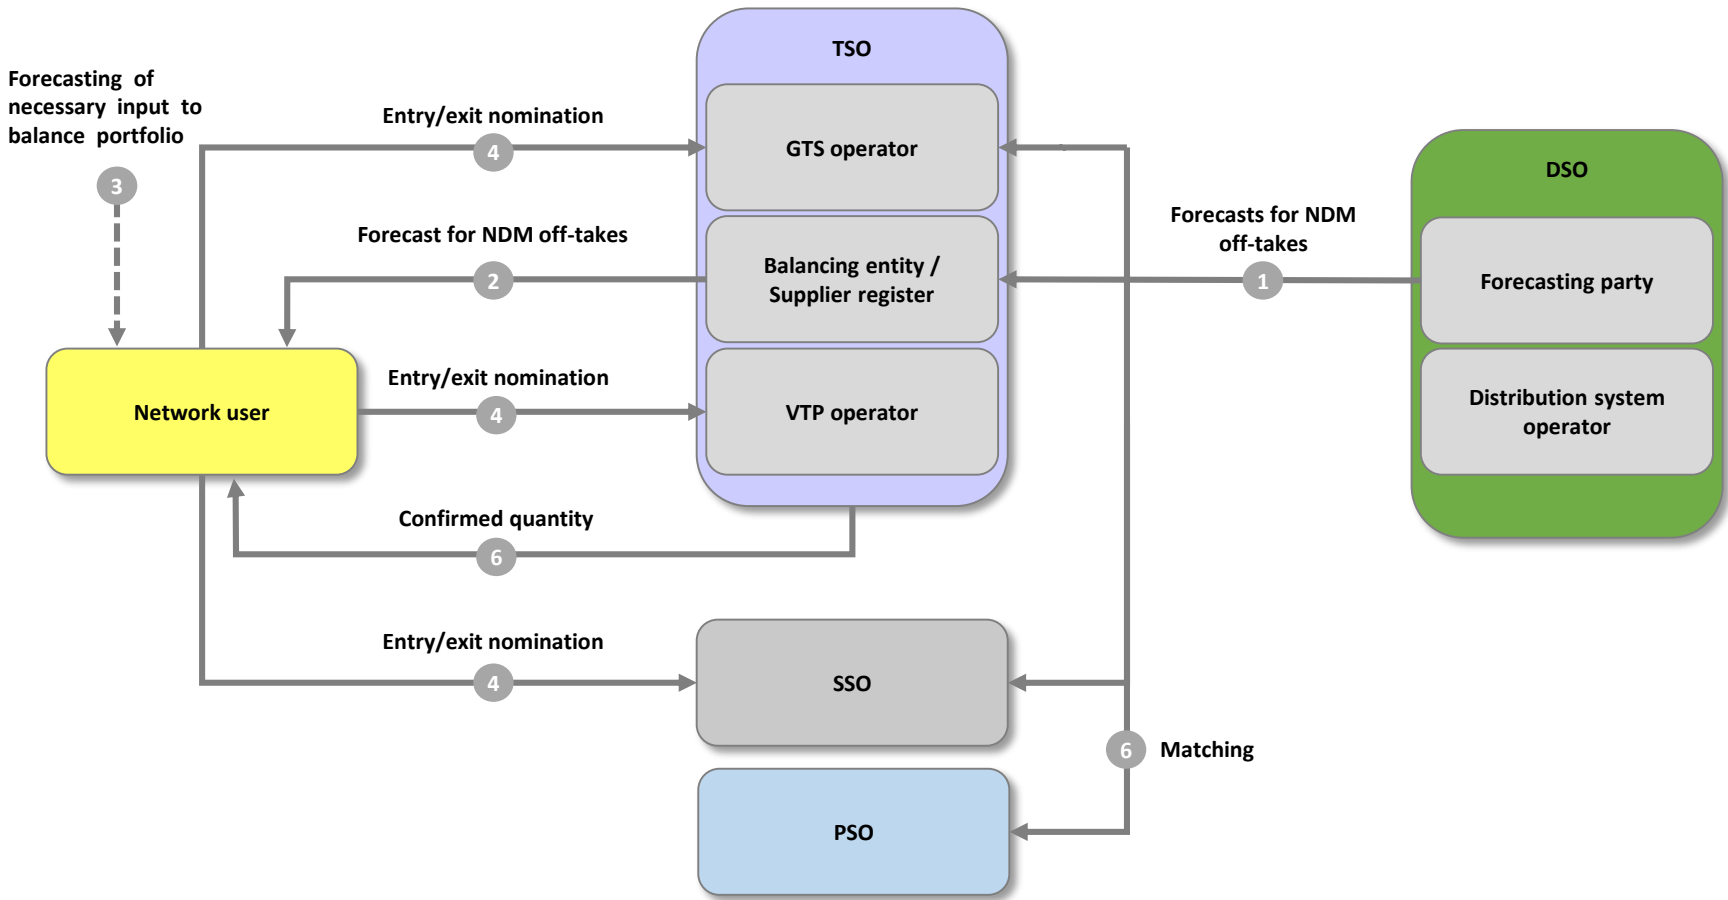 TSO
Forecasting of
necessary input to
balance portfolio
Entry/exit nomination
4
GTS operator
DSO
3
Forecasts for NDM
off-takes
Forecast for NDM off-takes
2
Balancing entity /
Supplier register
1
Forecasting party
Entry/exit nomination
4
Network user
VTP operator
Distribution system
operator
Confirmed quantity
6
Entry/exit nomination
4
SSO
6
Matching
PSO